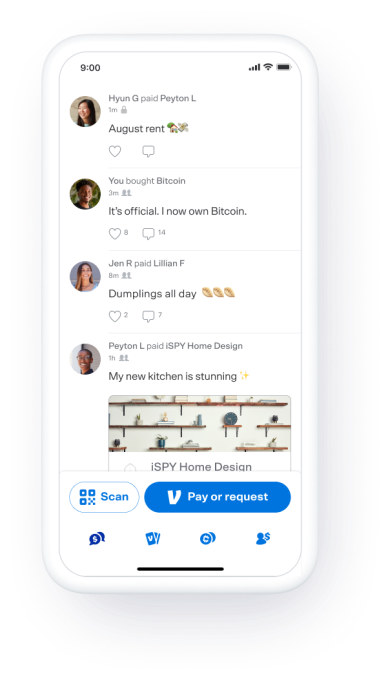 9:00
Hyun G paid Peyton L
1m
August rent 🏡💸
You bought Bitcoin
3m
It's official. I now own Bitcoin.
8 14
Jen R paid Lillian F
8m
Dumplings all day 🥟🥟🥟
2 7
Peyton L paid iSPY Home Design
1h
My new kitchen is stunning ✨
iSPY Home Design
Scan
Pay or request